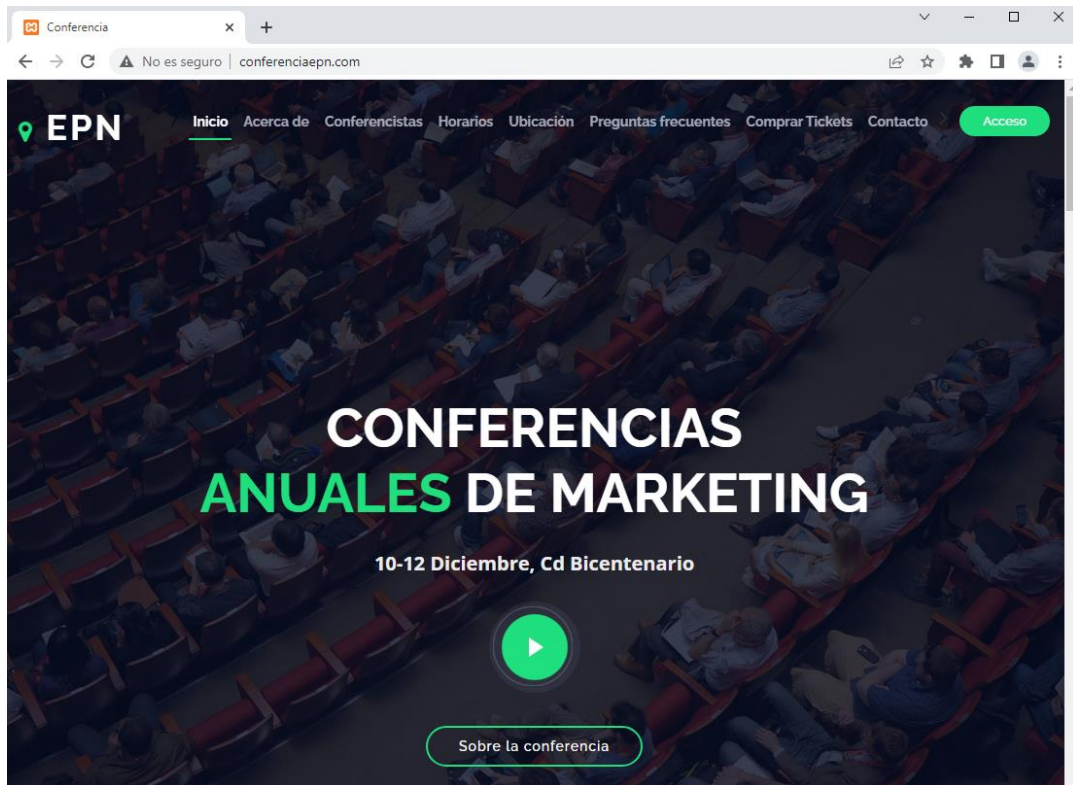 Conferencia
No es seguro | conferenciaepn.com
EPN
Inicio Acerca de Conferencistas Horarios Ubicación Preguntas frecuentes Comprar Tickets Contacto Acceso
CONFERENCIAS
ANUALES DE MARKETING
10-12 Diciembre, Cd Bicentenario
Sobre la conferencia